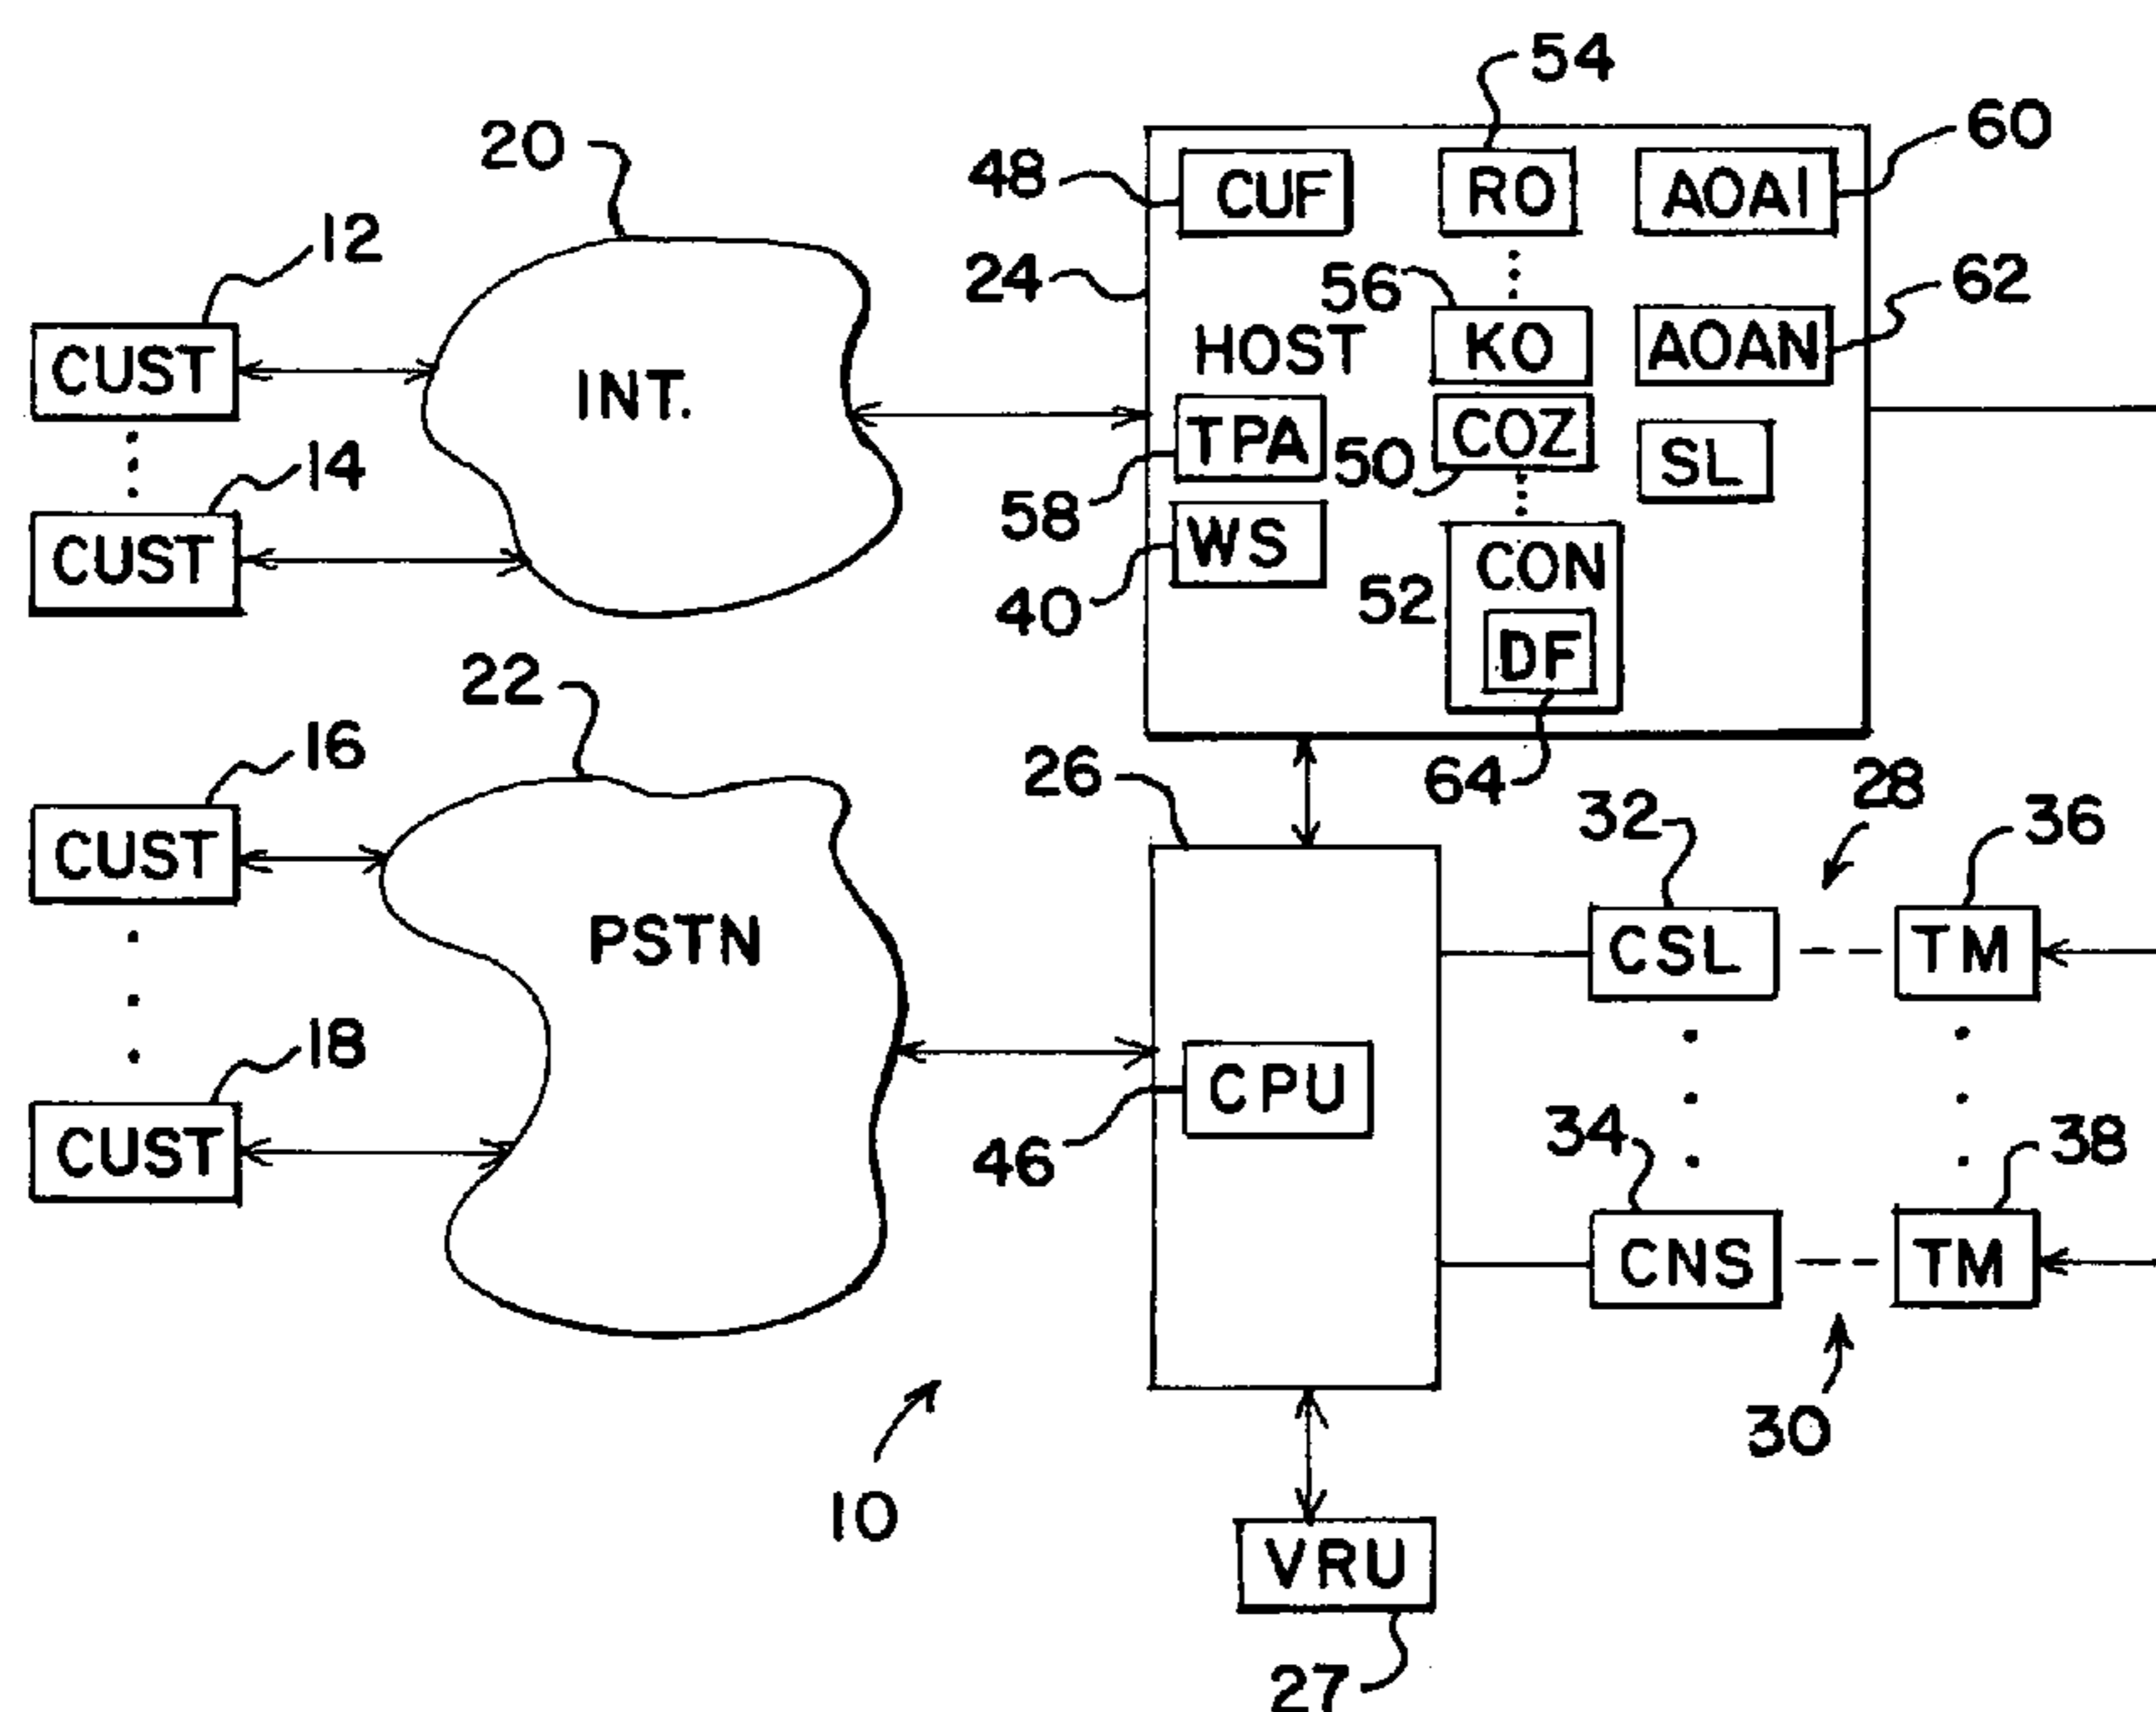 54
60
20
48
CUF
RO
AOAI
12
24
56
62
CUST
INT.
HOST
KO
AOAN
14
TPA
50
COZ
SL
58
CUST
WS
CON
40
52
DF
22
16
26
64
28
32
36
CUST
PSTN
CSL
TM
18
CPU
34
38
CUST
46
CNS
TM
30
10
VRU
27